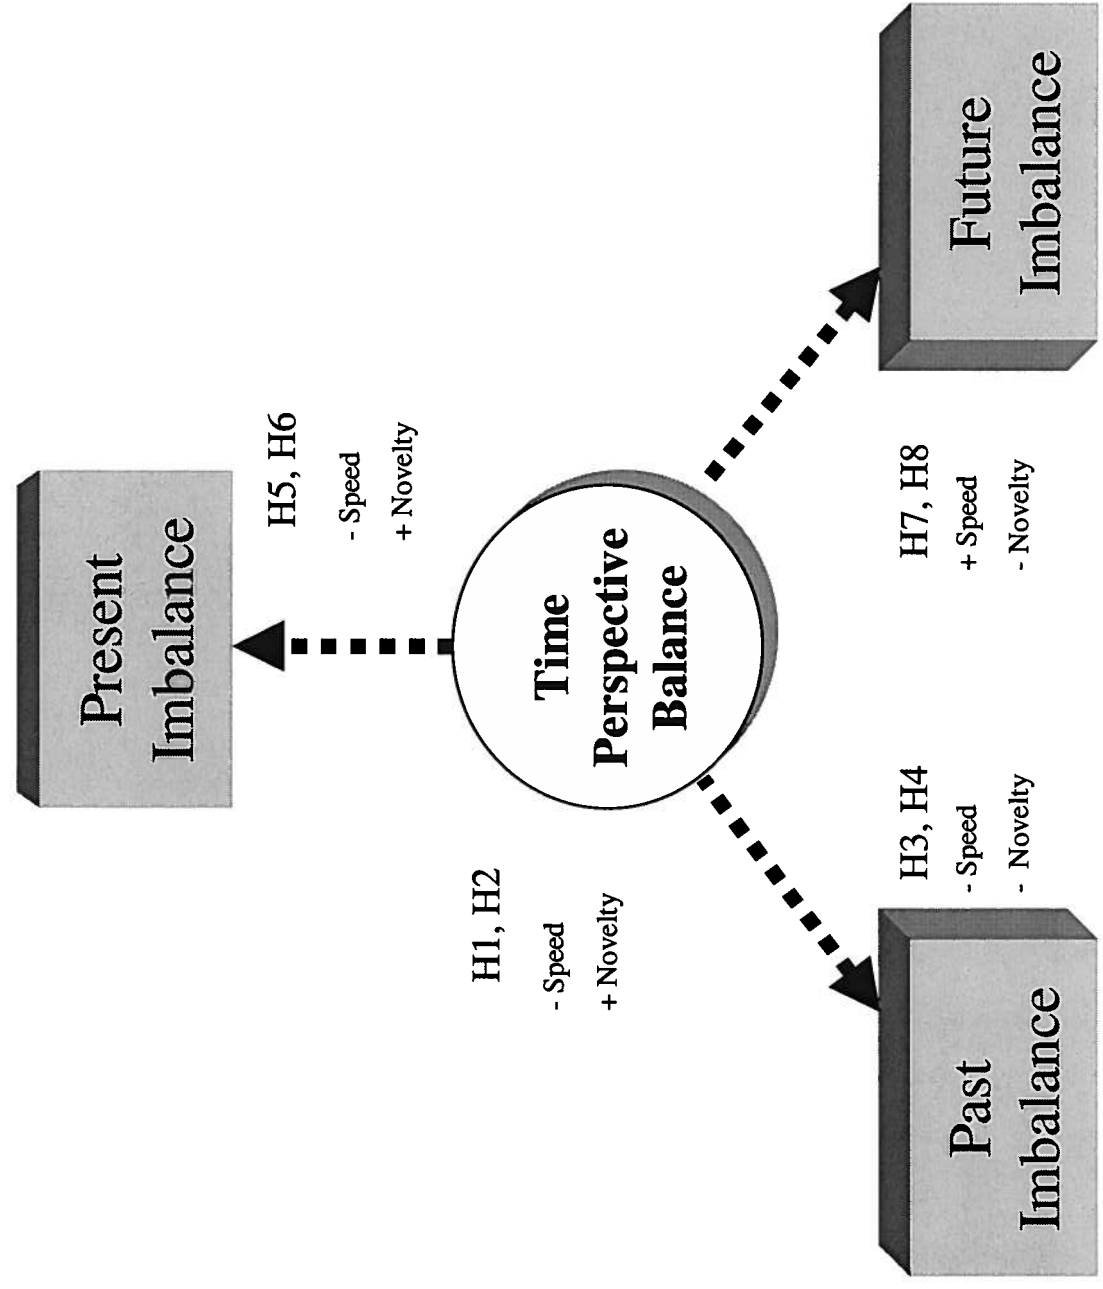 Present
Imbalance
H5, H6
- Speed
+ Novelty
H1, H2
- Speed
+ Novelty
Time
Perspective
Balance
Past
Imbalance
H3, H4
- Speed
- Novelty
H7, H8
+ Speed
- Novelty
Future
Imbalance